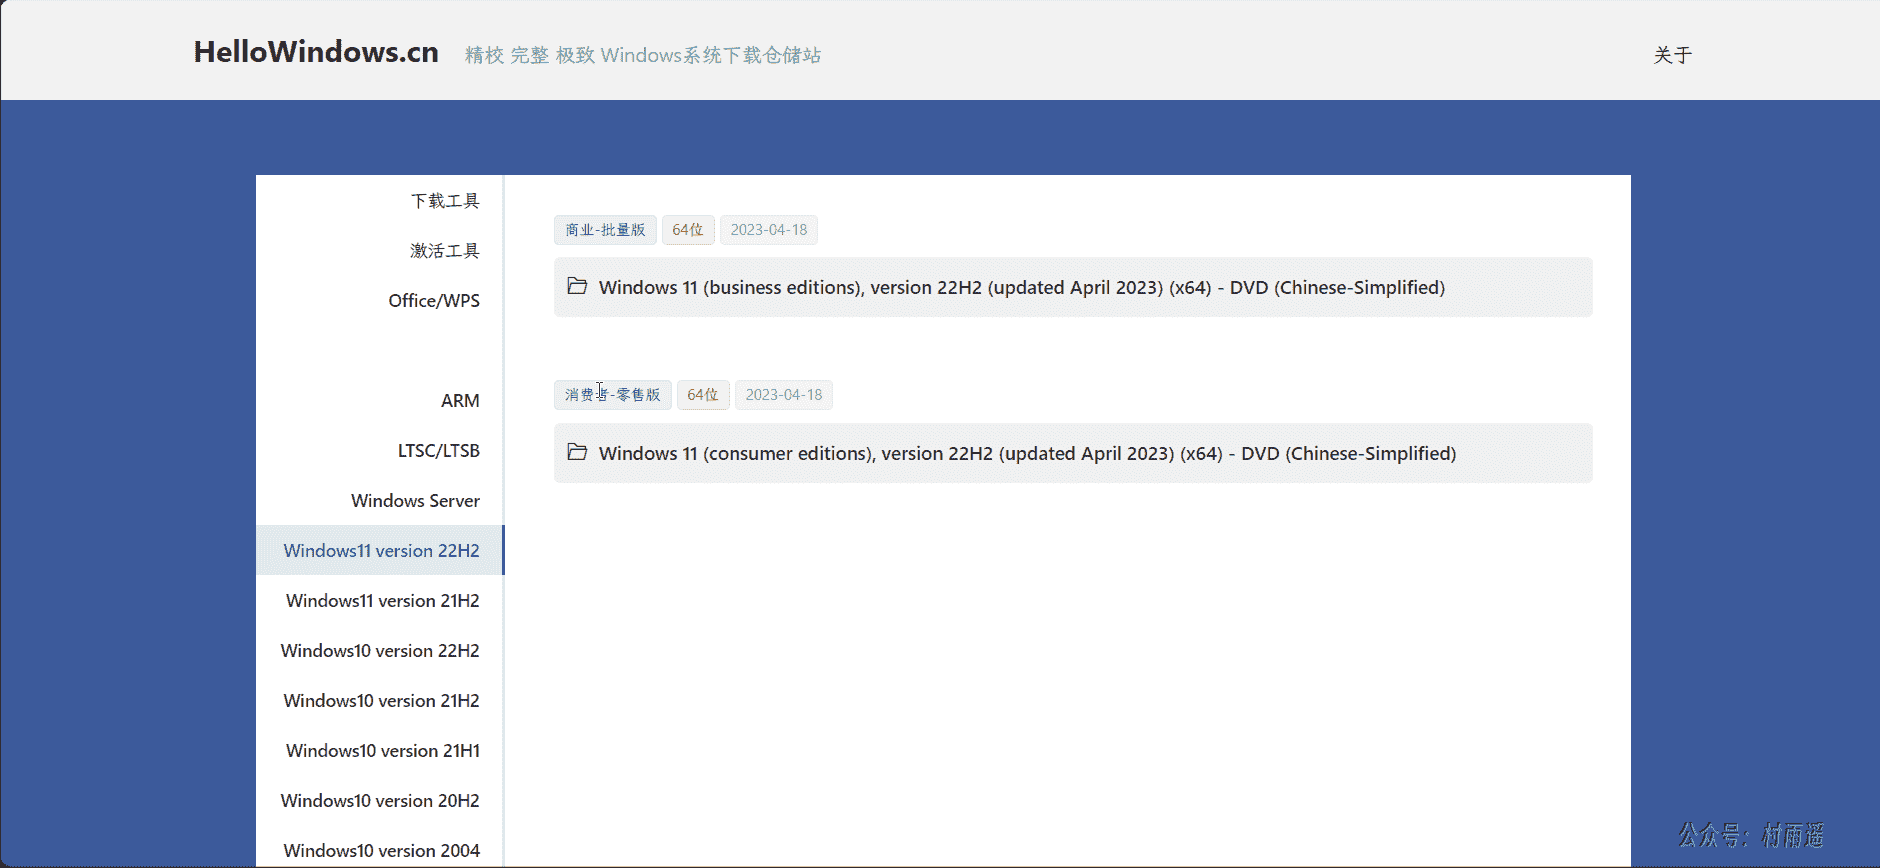 HelloWindows.cn 精校 完整 极致 Windows系统下载仓储站 关于
下载工具
激活工具
Office/WPS
ARM
LTSC/LTSB
Windows Server
Windows11 version 22H2
Windows11 version 21H2
Windows10 version 22H2
Windows10 version 21H2
Windows10 version 21H1
Windows10 version 20H2
Windows10 version 2004
商业-批量版 64位 2023-04-18
Windows 11 (business editions), version 22H2 (updated April 2023) (x64) - DVD (Chinese-Simplified)
消费者-零售版 64位 2023-04-18
Windows 11 (consumer editions), version 22H2 (updated April 2023) (x64) - DVD (Chinese-Simplified)
公众号：村雨遥